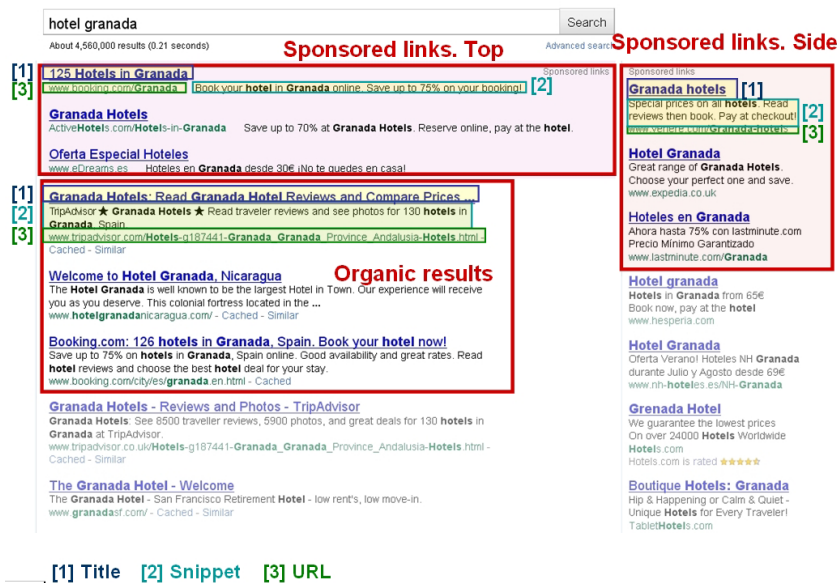 hotel granada
Search
About 4,560,000 results (0.21 seconds)
Advanced search
Sponsored links. Top
Sponsored links. Side
[1]
125 Hotels in Granada
Sponsored links
[3]
www.booking.com/Granada
Book your hotel in Granada online. Save up to 75% on your booking!
[2]
Granada Hotels
ActiveHotels.com/Hotels-in-Granada Save up to 70% at Granada Hotels. Reserve online, pay at the hotel.
Oferta Especial Hoteles
www.eDreams.es Hoteles en Granada desde 30€ ¡No te quedes en casa!
[1]
Granada Hotels: Read Granada Hotel Reviews and Compare Prices ...
[2]
TripAdvisor ★ Granada Hotels ★ Read traveler reviews and see photos for 130 hotels in
Granada, Spain.
[3]
www.tripadvisor.com/Hotels-g187441-Granada_Granada_Province_Andalusia-Hotels.html -
Cached - Similar
Organic results
Welcome to Hotel Granada, Nicaragua
The Hotel Granada is well known to be the largest Hotel in Town. Our experience will receive
you as you deserve. This colonial fortress located in the ...
www.hotelgranadanicaragua.com/ - Cached - Similar
Booking.com: 126 hotels in Granada, Spain. Book your hotel now!
Save up to 75% on hotels in Granada, Spain online. Good availability and great rates. Read
hotel reviews and choose the best hotel deal for your stay.
www.booking.com/city/es/granada.en.html - Cached
Granada Hotels - Reviews and Photos - TripAdvisor
Granada Hotels: See 8500 traveller reviews, 5900 photos, and great deals for 130 hotels in
Granada at TripAdvisor.
www.tripadvisor.co.uk/Hotels-g187441-Granada_Granada_Province_Andalusia-Hotels.html -
Cached - Similar
The Granada Hotel - Welcome
The Granada Hotel - San Francisco Retirement Hotel - low rent's, low move-in.
www.granadasf.com/ - Cached - Similar
Sponsored links
Granada hotels
[1]
Special prices on all hotels. Read
reviews then book. Pay at checkout!
[2]
www.venere.com/Granada-Hotels
[3]
Hotel Granada
Great range of Granada Hotels.
Choose your perfect one and save.
www.expedia.co.uk
Hoteles en Granada
Ahorra hasta 75% con lastminute.com
Precio Mínimo Garantizado
www.lastminute.com/Granada
Hotel granada
Hotels in Granada from 65€
Book now, pay at the hotel
www.hesperia.com
Hotel Granada
Oferta Verano! Hoteles NH Granada
durante Julio y Agosto desde 69€
www.nh-hoteles.es/NH-Granada
Grenada Hotel
We guarantee the lowest prices
On over 24000 Hotels Worldwide
Hotels.com
Hotels.com is rated ★★★★★
Boutique Hotels: Granada
Hip & Happening or Calm & Quiet -
Unique Hotels for Every Traveler!
TabletHotels.com
[1] Title [2] Snippet [3] URL